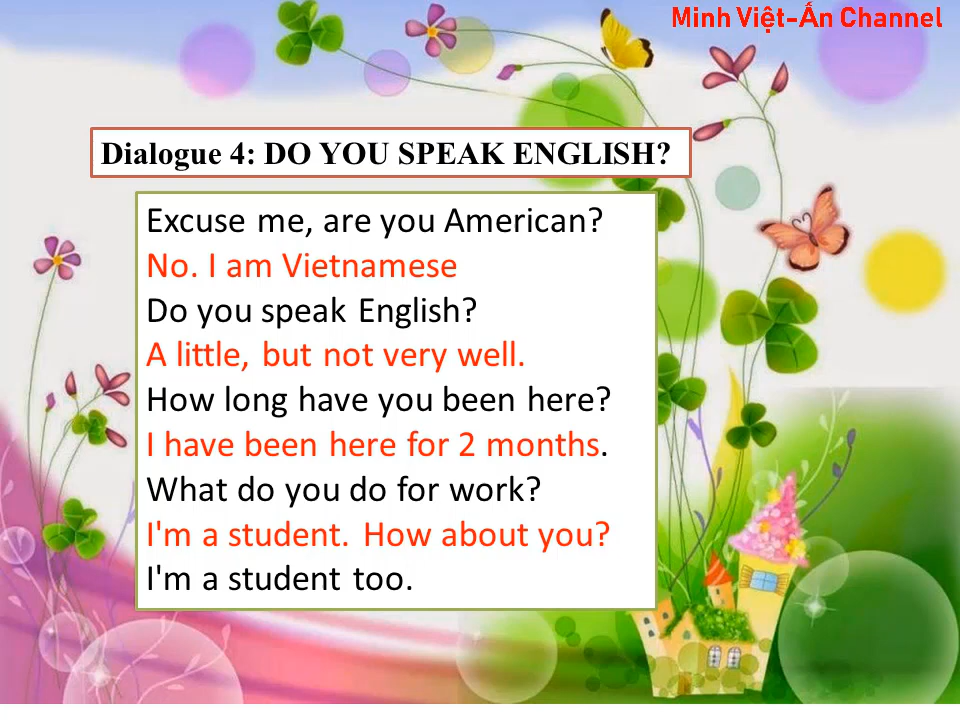 Minh Việt-Ấn Channel
Dialogue 4: DO YOU SPEAK ENGLISH?
Excuse me, are you American?
No. I am Vietnamese
Do you speak English?
A little, but not very well.
How long have you been here?
I have been here for 2 months.
What do you do for work?
I'm a student. How about you?
I'm a student too.